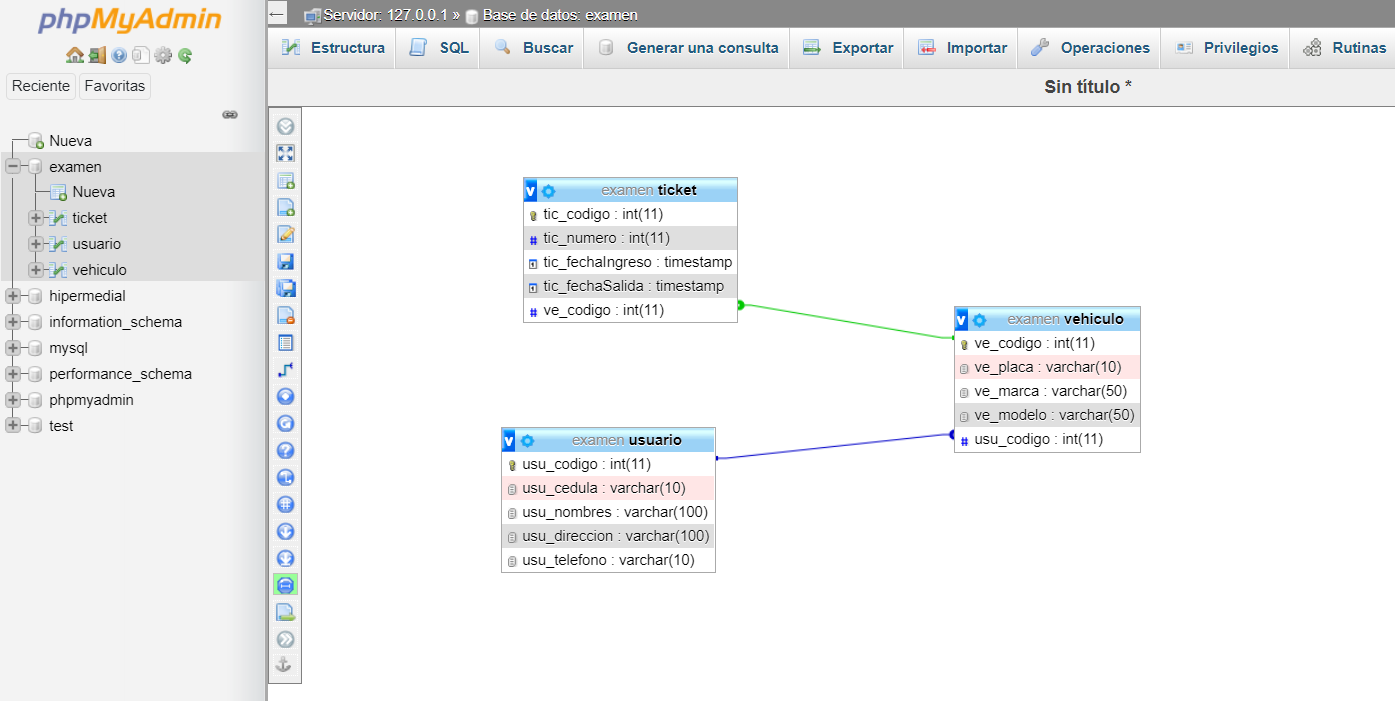 phpMyAdmin
Reciente Favoritas
Nueva
examen
Nueva
ticket
usuario
vehiculo
hipermedial
information_schema
mysql
performance_schema
phpmyadmin
test
← Servidor: 127.0.0.1 » Base de datos: examen
Estructura SQL Buscar Generar una consulta Exportar Importar Operaciones Privilegios Rutinas
Sin título *
v examen ticket
tic_codigo : int(11)
# tic_numero : int(11)
tic_fechaIngreso : timestamp
tic_fechaSalida : timestamp
# ve_codigo : int(11)
v examen vehiculo
ve_codigo : int(11)
ve_placa : varchar(10)
ve_marca : varchar(50)
ve_modelo : varchar(50)
# usu_codigo : int(11)
v examen usuario
usu_codigo : int(11)
usu_cedula : varchar(10)
usu_nombres : varchar(100)
usu_direccion : varchar(100)
usu_telefono : varchar(10)